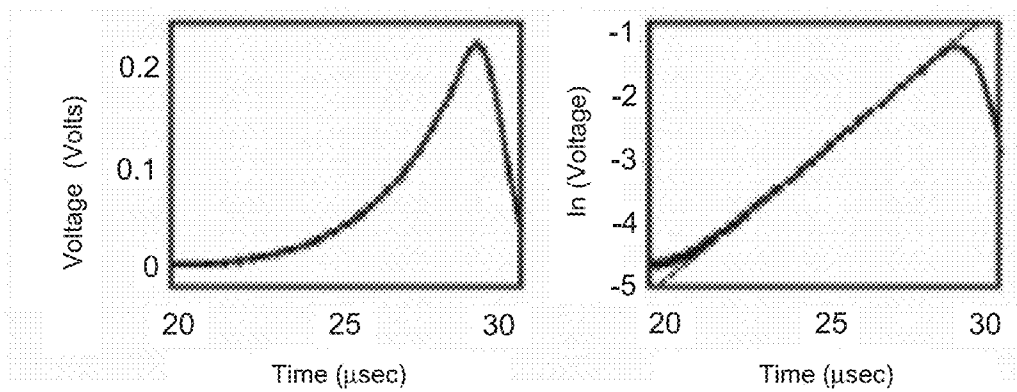 Voltage (Volts)
0.2
0.1
0
20 25 30
Time (μsec)
ln (Voltage)
-1
-2
-3
-4
-5
20 25 30
Time (μsec)